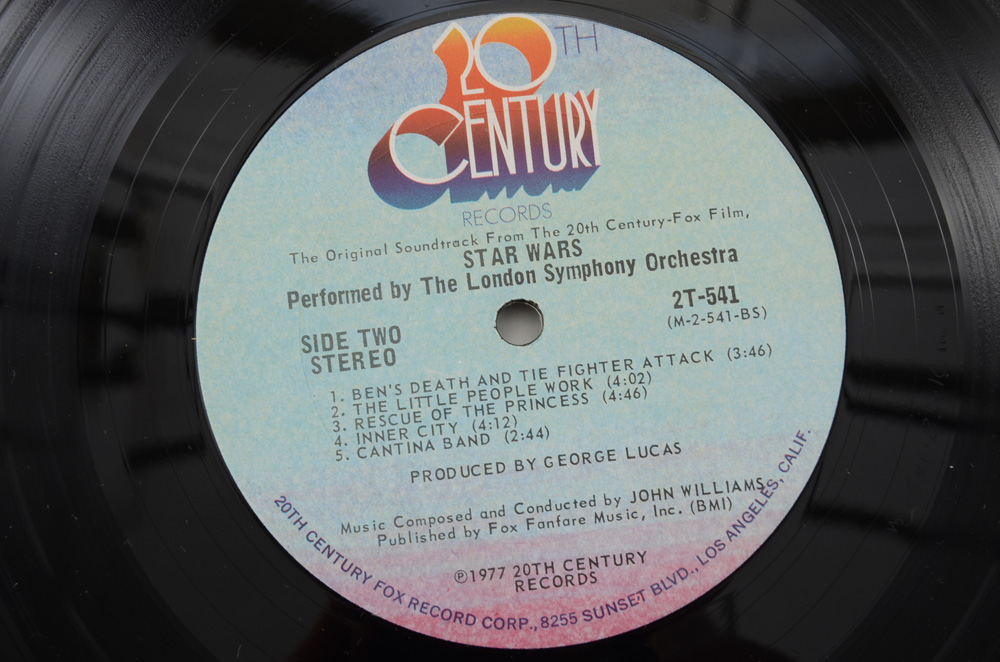 20TH
CENTURY
RECORDS
The Original Soundtrack From The 20th Century-Fox Film,
STAR WARS
Performed by The London Symphony Orchestra
2T-541
(M-2-541-BS)
SIDE TWO
STEREO
1. BEN'S DEATH AND TIE FIGHTER ATTACK (3:46)
2. THE LITTLE PEOPLE WORK (4:02)
3. RESCUE OF THE PRINCESS (4:46)
4. INNER CITY (4:12)
5. CANTINA BAND (2:44)
PRODUCED BY GEORGE LUCAS
Music Composed and Conducted by JOHN WILLIAMS
Published by Fox Fanfare Music, Inc. (BMI)
℗1977 20TH CENTURY
RECORDS
20TH CENTURY FOX RECORD CORP., 8255 SUNSET BLVD., LOS ANGELES, CALIF.